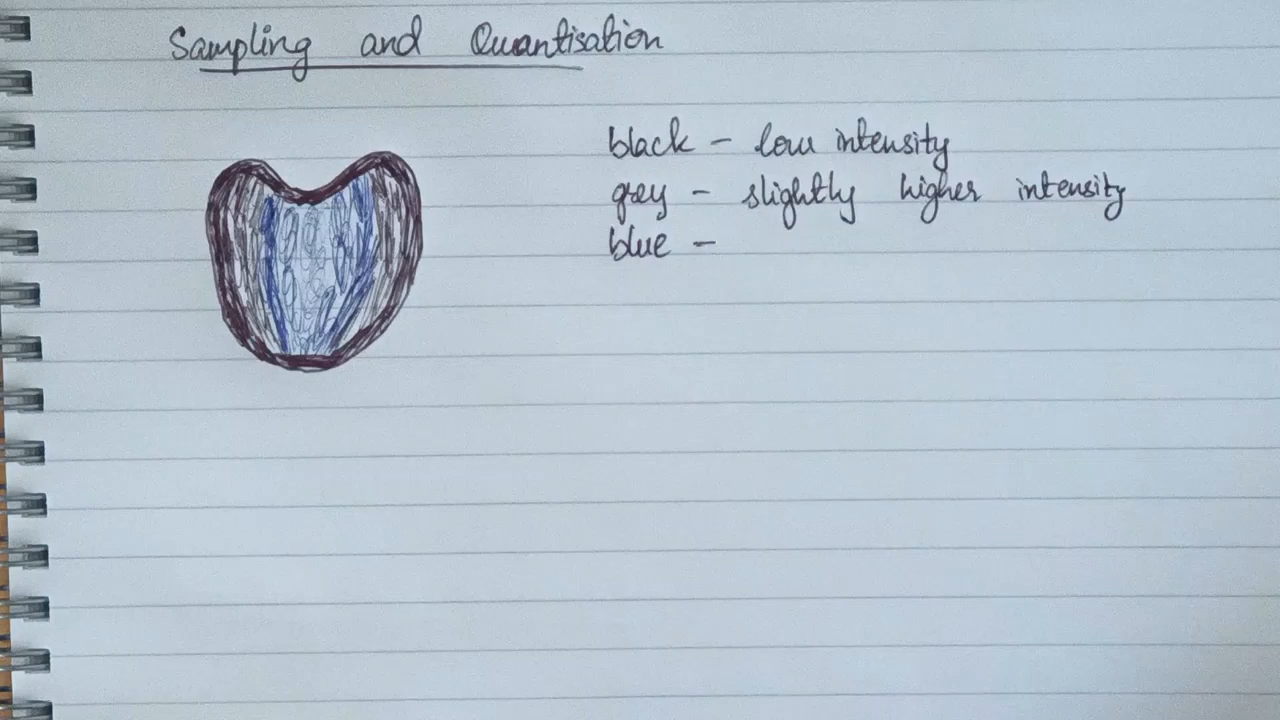 Sampling and Quantisation
black - low intensity
grey - slightly higher intensity
blue -